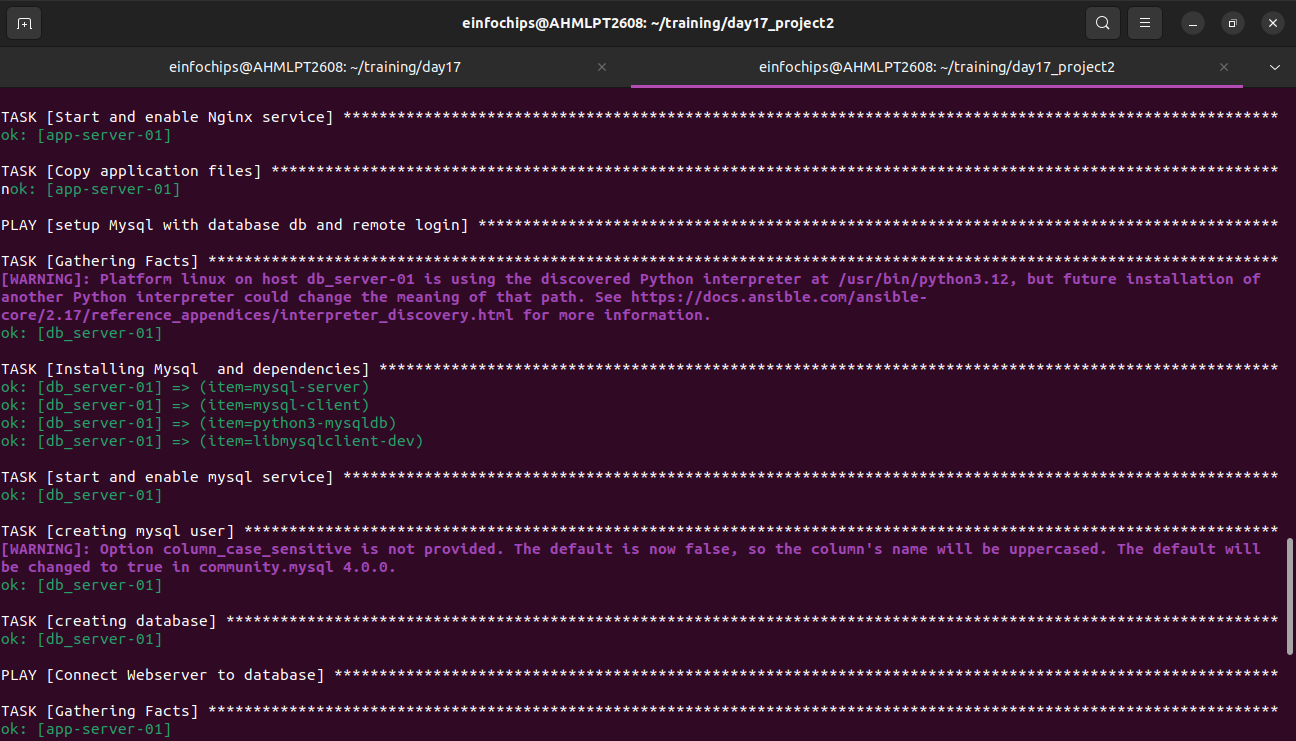 einfochips@AHMLPT2608: ~/training/day17_project2
einfochips@AHMLPT2608: ~/training/day17 × einfochips@AHMLPT2608: ~/training/day17_project2 ×
TASK [Start and enable Nginx service] ********************************************************************************************************
ok: [app-server-01]
TASK [Copy application files] ****************************************************************************************************************
nok: [app-server-01]
PLAY [setup Mysql with database db and remote login] *****************************************************************************************
TASK [Gathering Facts] ***********************************************************************************************************************
[WARNING]: Platform linux on host db_server-01 is using the discovered Python interpreter at /usr/bin/python3.12, but future installation of
another Python interpreter could change the meaning of that path. See https://docs.ansible.com/ansible-
core/2.17/reference_appendices/interpreter_discovery.html for more information.
ok: [db_server-01]
TASK [Installing Mysql  and dependencies] ****************************************************************************************************
ok: [db_server-01] => (item=mysql-server)
ok: [db_server-01] => (item=mysql-client)
ok: [db_server-01] => (item=python3-mysqldb)
ok: [db_server-01] => (item=libmysqlclient-dev)
TASK [start and enable mysql service] ********************************************************************************************************
ok: [db_server-01]
TASK [creating mysql user] *******************************************************************************************************************
[WARNING]: Option column_case_sensitive is not provided. The default is now false, so the column's name will be uppercased. The default will
be changed to true in community.mysql 4.0.0.
ok: [db_server-01]
TASK [creating database] *********************************************************************************************************************
ok: [db_server-01]
PLAY [Connect Webserver to database] *********************************************************************************************************
TASK [Gathering Facts] ***********************************************************************************************************************
ok: [app-server-01]